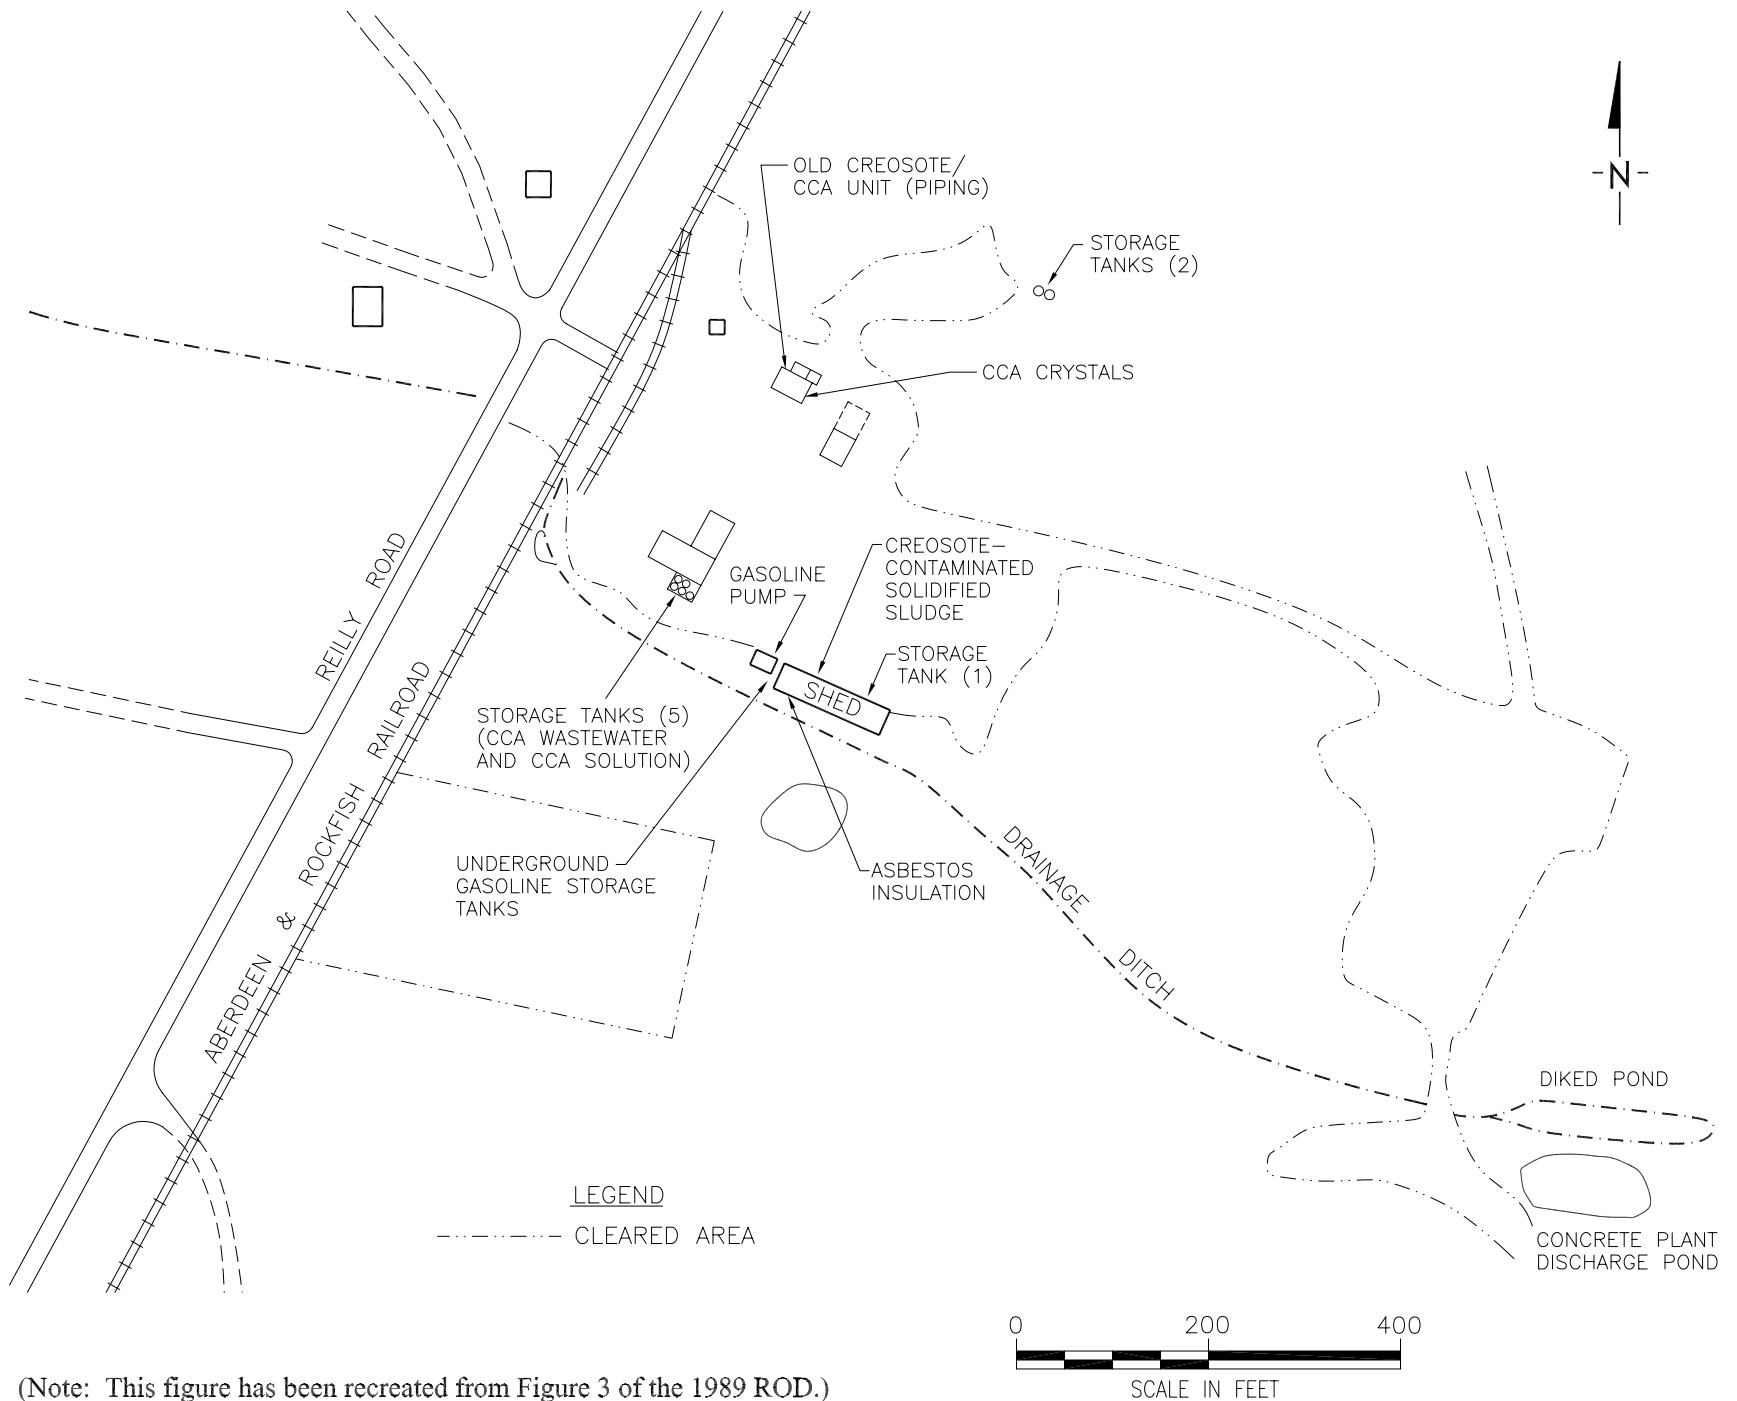 OLD CREOSOTE/
CCA UNIT (PIPING)
-N-
STORAGE
TANKS (2)
CCA CRYSTALS
REILLY ROAD
CREOSOTE-
CONTAMINATED
SOLIDIFIED
SLUDGE
GASOLINE
PUMP
STORAGE
TANK (1)
SHED
STORAGE TANKS (5)
(CCA WASTEWATER
AND CCA SOLUTION)
ABERDEEN & ROCKFISH RAILROAD
UNDERGROUND
GASOLINE STORAGE
TANKS
ASBESTOS
INSULATION
DRAINAGE DITCH
DIKED POND
CONCRETE PLANT
DISCHARGE POND
LEGEND
CLEARED AREA
0 200 400
SCALE IN FEET
(Note: This figure has been recreated from Figure 3 of the 1989 ROD.)